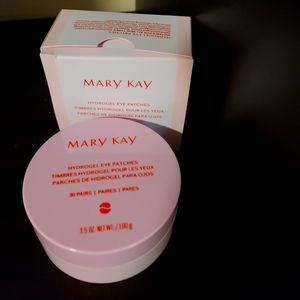 MARY KAY
HYDROGEL EYE PATCHES
TIMBRES HYDROGEL POUR LES YEUX
PARCHES DE HIDROGEL PARA OJOS
MARY KAY
HYDROGEL EYE PATCHES
TIMBRES HYDROGEL POUR LES YEUX
PARCHES DE HIDROGEL PARA OJOS
30 PAIRS | PAIRES | PARES
3.5 OZ NET WT / 100 g